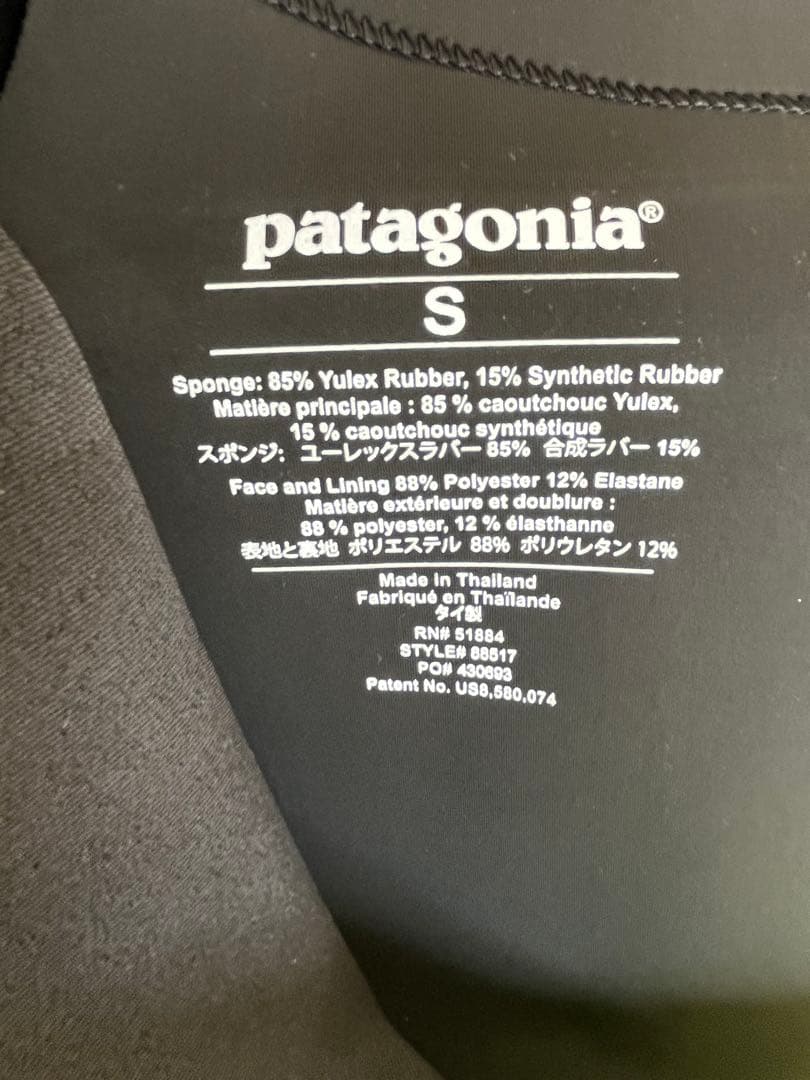 patagonia®
S
Sponge: 85% Yulex Rubber, 15% Synthetic Rubber
Matière principale : 85 % caoutchouc Yulex,
15 % caoutchouc synthétique
スポンジ: ユーレックスラバー 85% 合成ラバー 15%
Face and Lining 88% Polyester 12% Elastane
Matière extérieure et doublure :
88 % polyester, 12 % élasthanne
表地と裏地 ポリエステル 88% ポリウレタン 12%
Made in Thailand
Fabriqué en Thaïlande
タイ製
RN# 51884
STYLE# 88517
PO# 430693
Patent No. US8,580,074